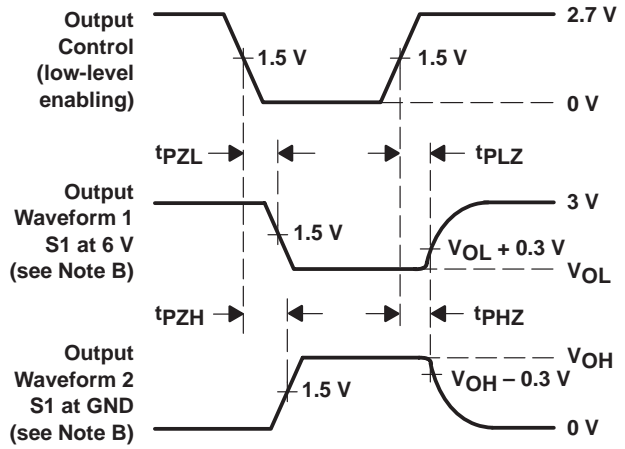 Output
Control
(low-level
enabling)
1.5 V
1.5 V
2.7 V
0 V
tPZL
tPLZ
Output
Waveform 1
S1 at 6 V
(see Note B)
1.5 V
3 V
VOL + 0.3 V
VOL
tPZH
tPHZ
Output
Waveform 2
S1 at GND
(see Note B)
1.5 V
VOH
VOH – 0.3 V
0 V